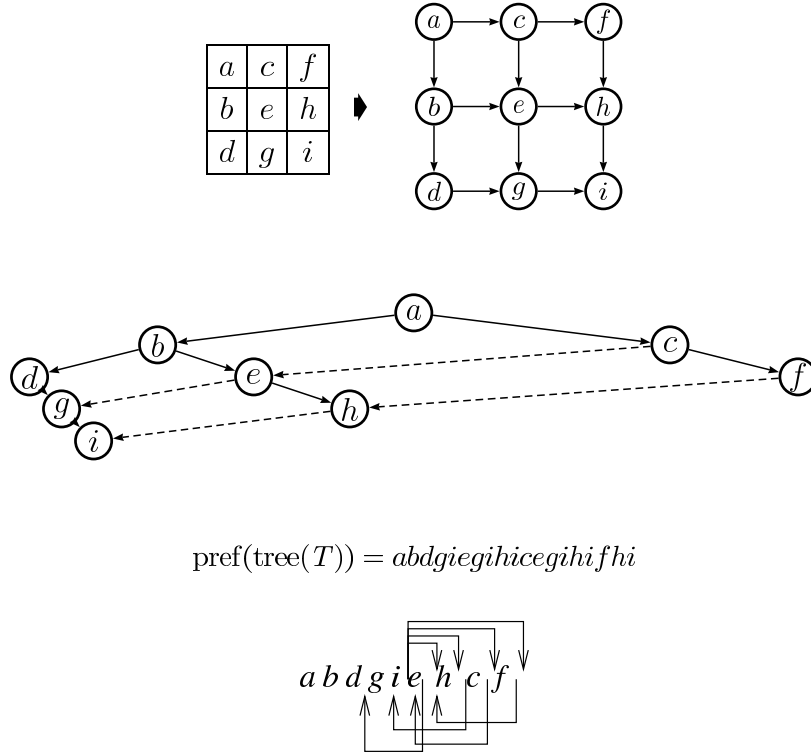 a c f
b e h
d g i
a c f
b e h
d g i
a
b c
d e f
g h
i
pref(tree(T)) = abdgiegihicegihifhi
a b d g i e h c f